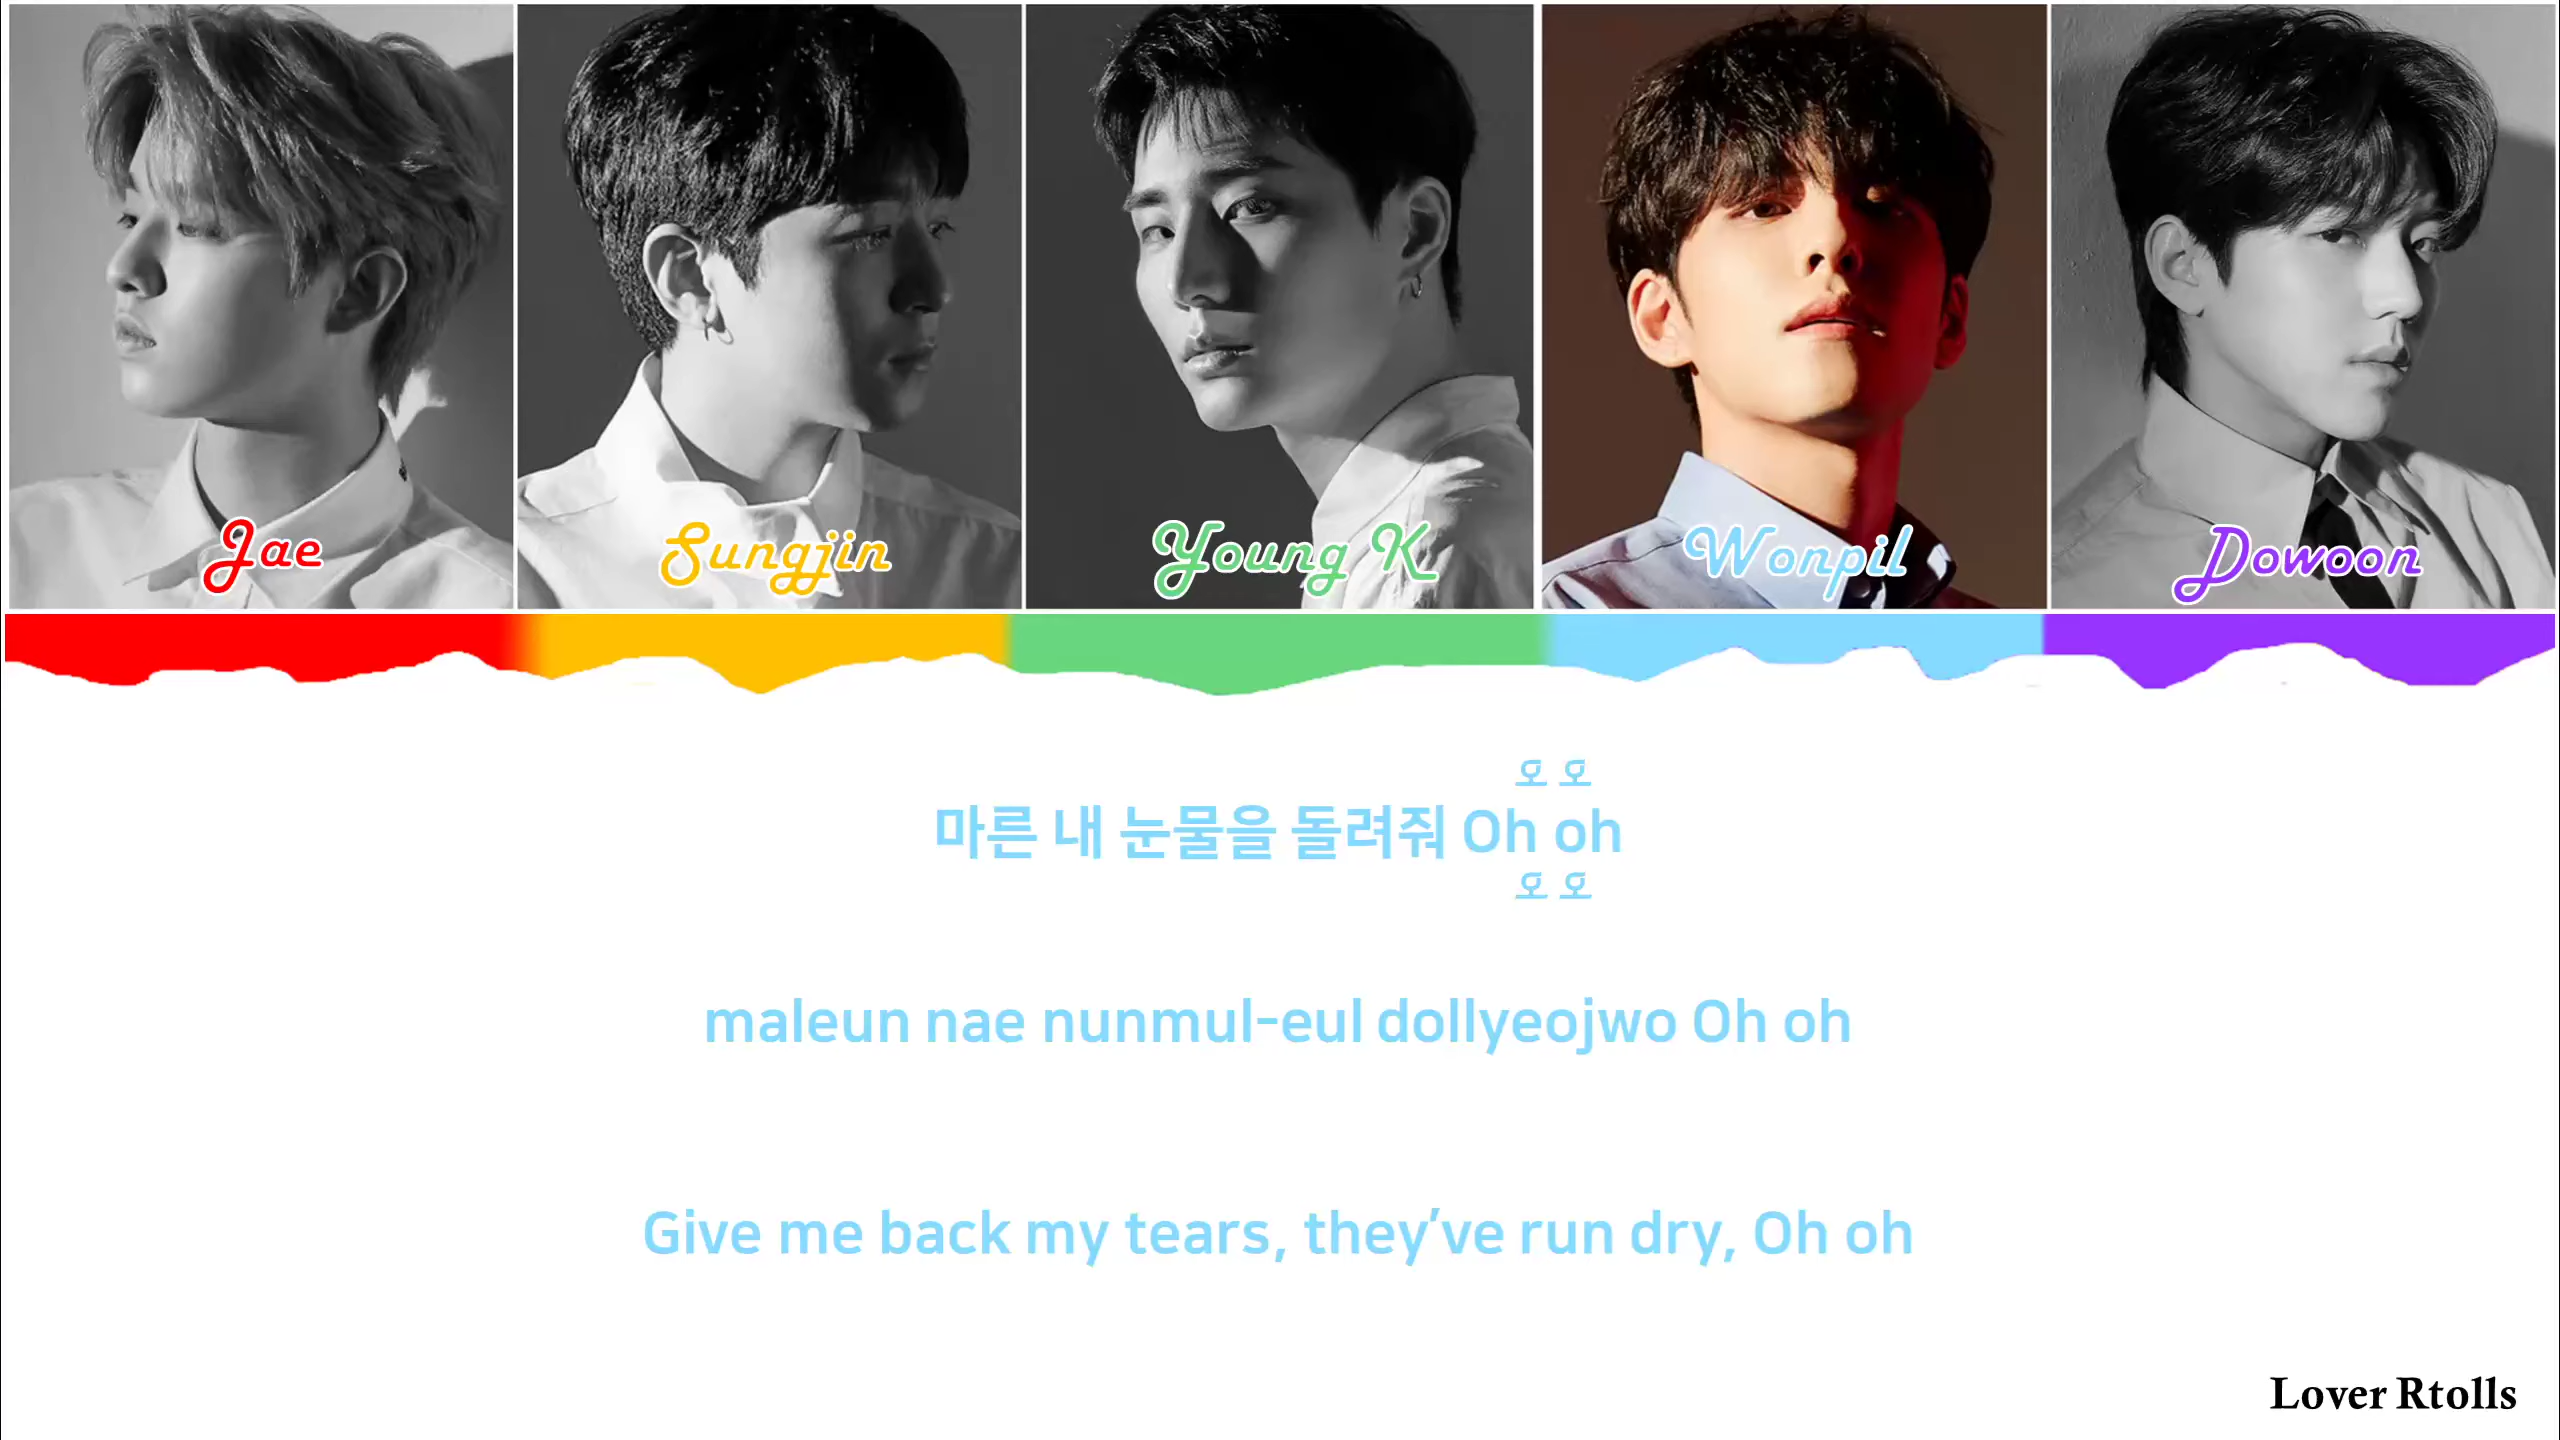 Jae
Sungjin
Young K
Wonpil
Dowoon
오 오
마른 내 눈물을 돌려줘 Oh oh
오 오
maleun nae nunmul-eul dollyeojwo Oh oh
Give me back my tears, they've run dry, Oh oh
Lover Rtolls